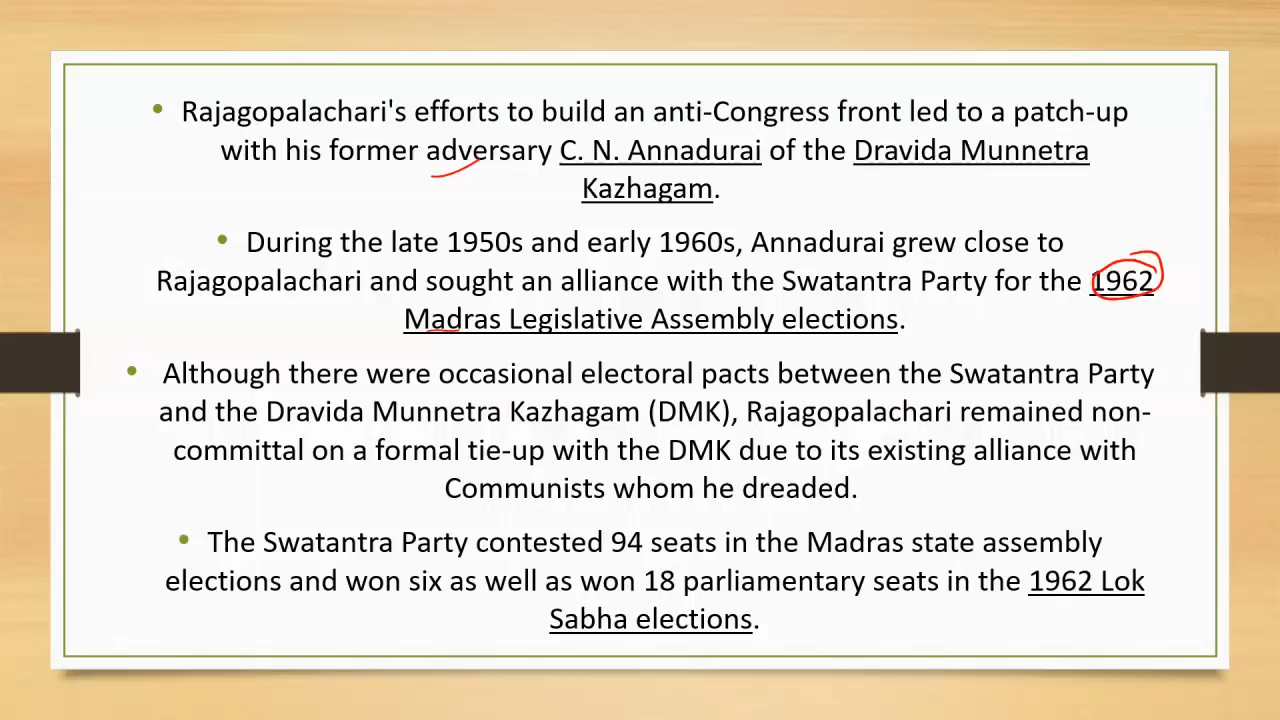 • Rajagopalachari's efforts to build an anti-Congress front led to a patch-up
with his former adversary C. N. Annadurai of the Dravida Munnetra
Kazhagam.
• During the late 1950s and early 1960s, Annadurai grew close to
Rajagopalachari and sought an alliance with the Swatantra Party for the 1962
Madras Legislative Assembly elections.
• Although there were occasional electoral pacts between the Swatantra Party
and the Dravida Munnetra Kazhagam (DMK), Rajagopalachari remained non-
committal on a formal tie-up with the DMK due to its existing alliance with
Communists whom he dreaded.
• The Swatantra Party contested 94 seats in the Madras state assembly
elections and won six as well as won 18 parliamentary seats in the 1962 Lok
Sabha elections.